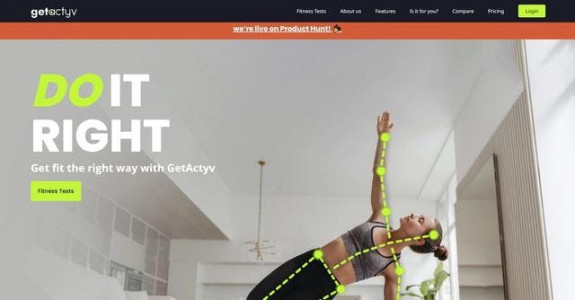 getactyv
Fitness Tests About us Features Is it for you? Compare Pricing Login
we're live on Product Hunt!
DO IT
RIGHT
Get fit the right way with GetActyv
Fitness Tests